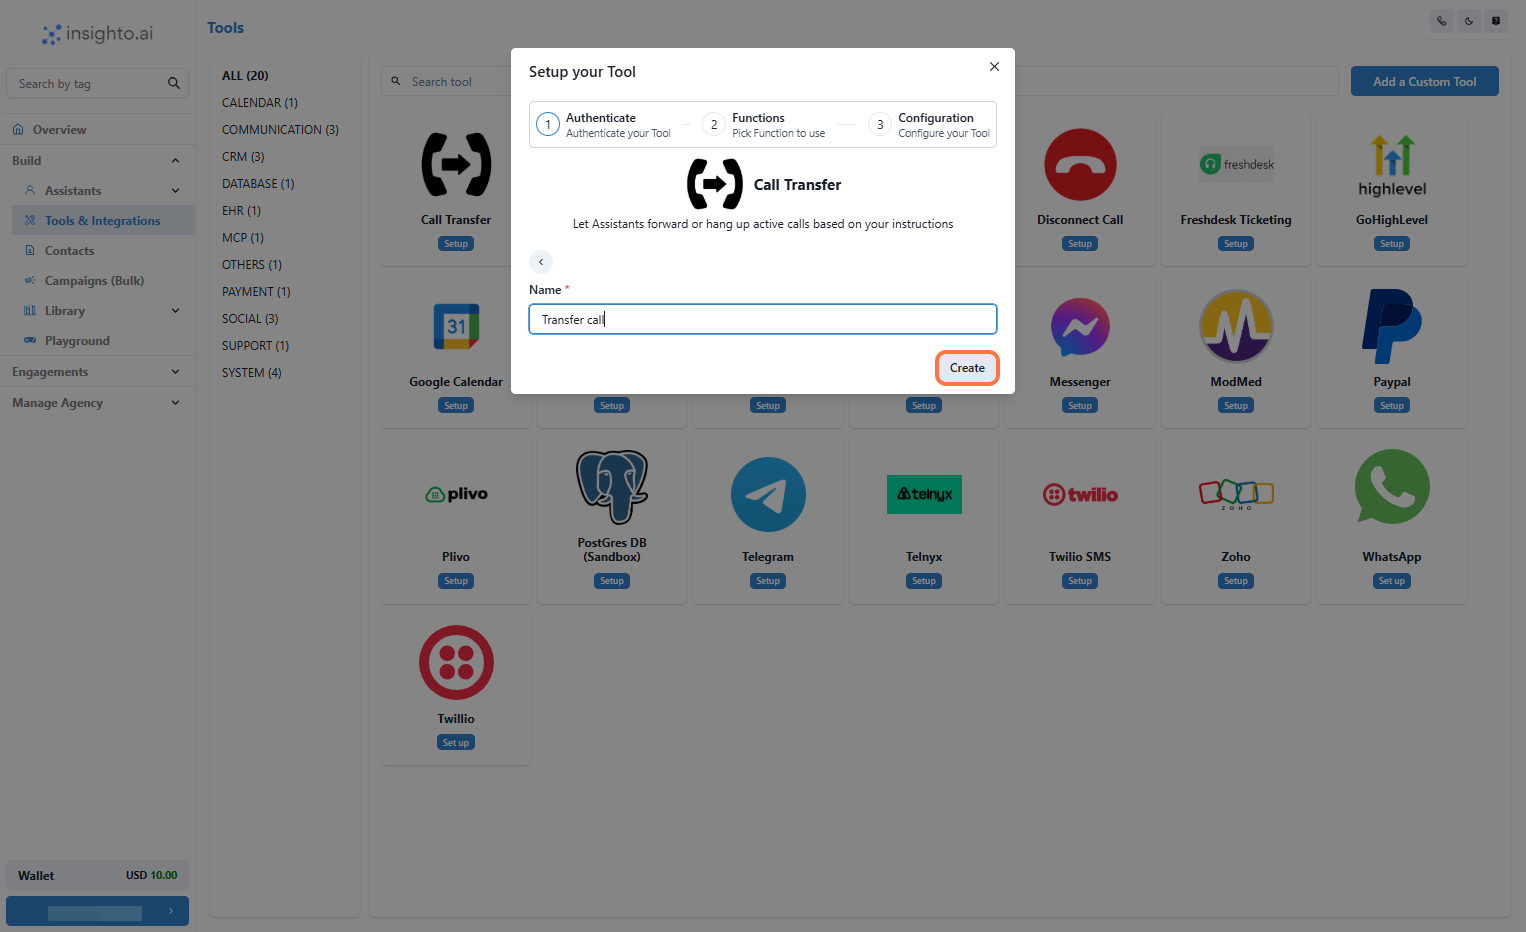 insighto.ai
Tools
Search by tag
Overview
Build
Assistants
Tools & Integrations
Contacts
Campaigns (Bulk)
Library
Playground
Engagements
Manage Agency
Wallet
USD 10.00
ALL (20)
CALENDAR (1)
COMMUNICATION (3)
CRM (3)
DATABASE (1)
EHR (1)
MCP (1)
OTHERS (1)
PAYMENT (1)
SOCIAL (3)
SUPPORT (1)
SYSTEM (4)
Search tool
Add a Custom Tool
Setup your Tool
1
Authenticate
Authenticate your Tool
2
Functions
Pick Function to use
3
Configuration
Configure your Tool
Call Transfer
Let Assistants forward or hang up active calls based on your instructions
Name *
Transfer call
Create
Call Transfer
Setup
Disconnect Call
Setup
freshdesk
Freshdesk Ticketing
Setup
highlevel
GoHighLevel
Setup
31
Google Calendar
Setup
Setup
Setup
Setup
Messenger
Setup
ModMed
Setup
Paypal
Setup
plivo
Plivo
Setup
PostGres DB
(Sandbox)
Setup
Telegram
Setup
telnyx
Telnyx
Setup
twilio
Twilio SMS
Setup
ZOHO
Zoho
Setup
WhatsApp
Set up
Twillio
Set up